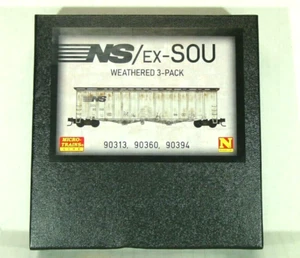 NS/EX-SOU
WEATHERED 3-PACK
NS
90313, 90360, 90394
MICRO-
TRAINS
LINE
N